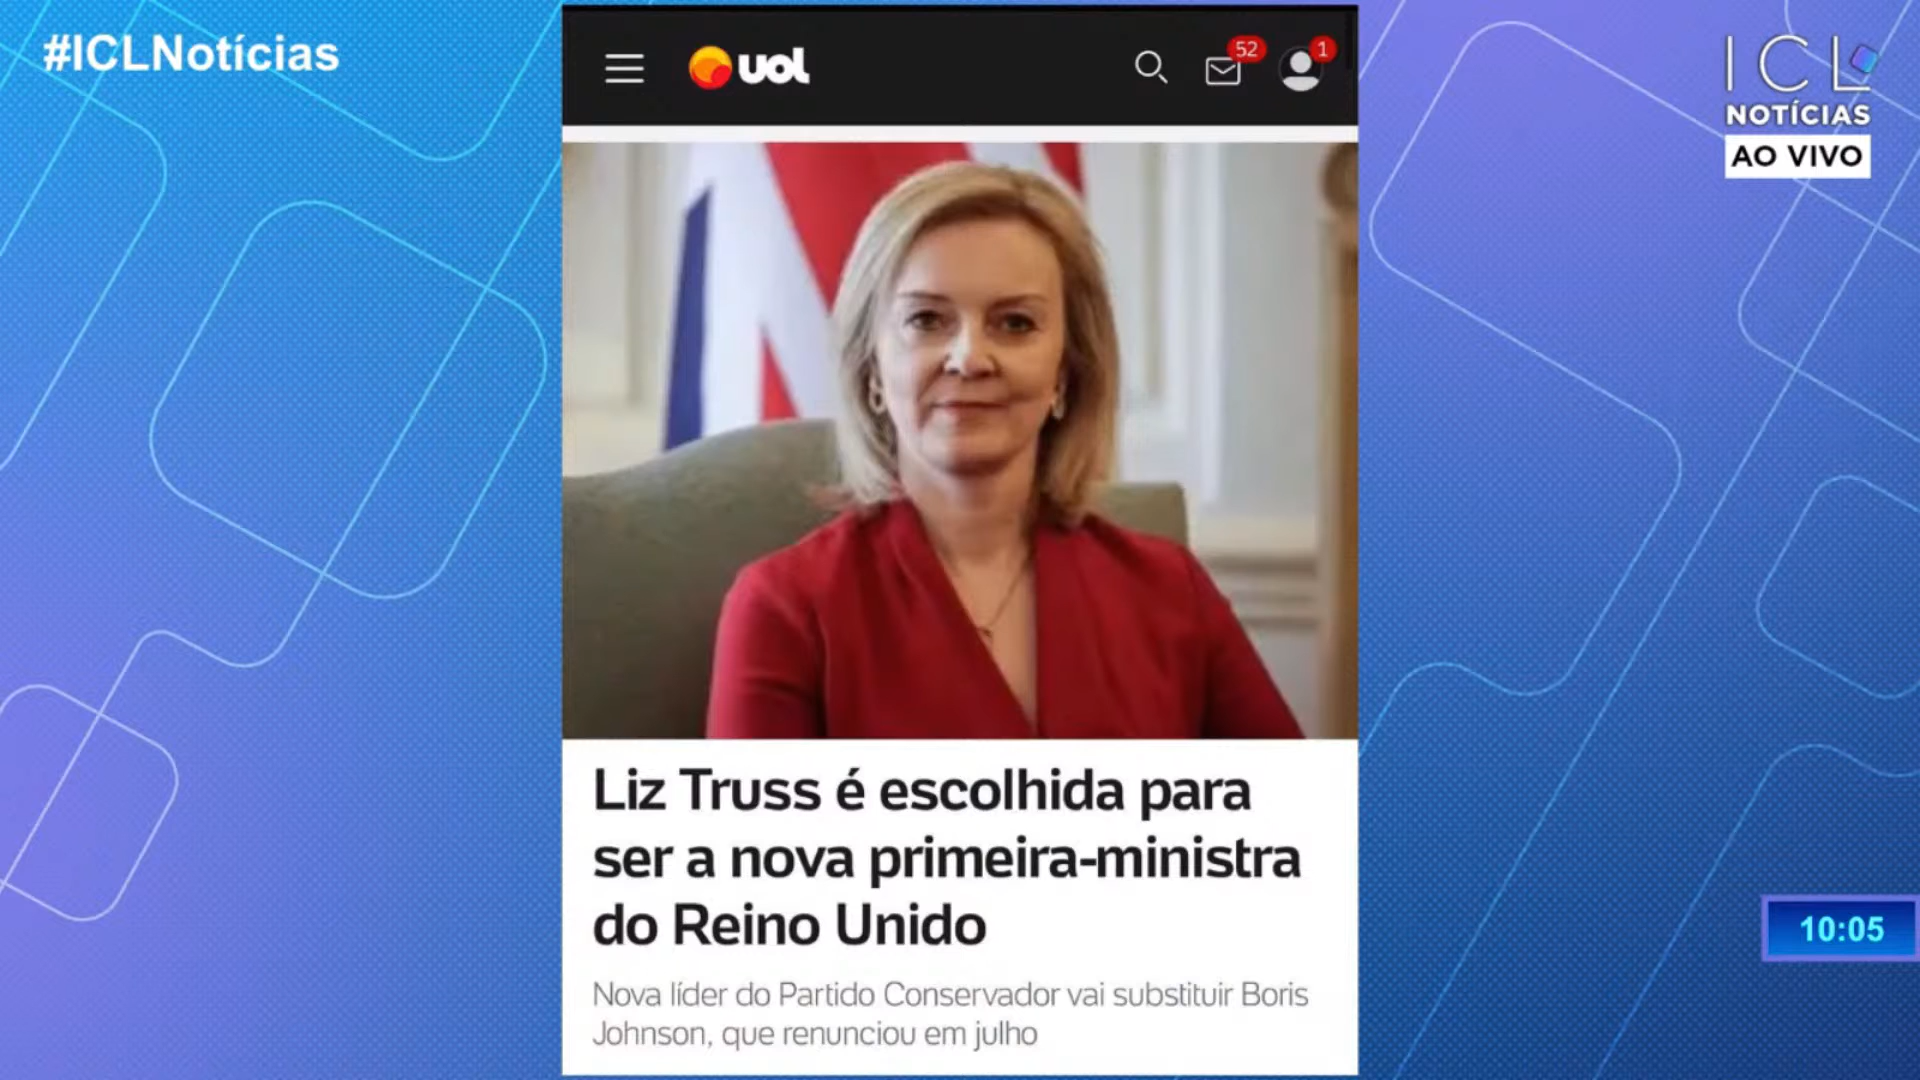 #ICLNotícias
uol
52
1
ICL
NOTÍCIAS
AO VIVO
Liz Truss é escolhida para
ser a nova primeira-ministra
do Reino Unido
Nova líder do Partido Conservador vai substituir Boris
Johnson, que renunciou em julho
10:05